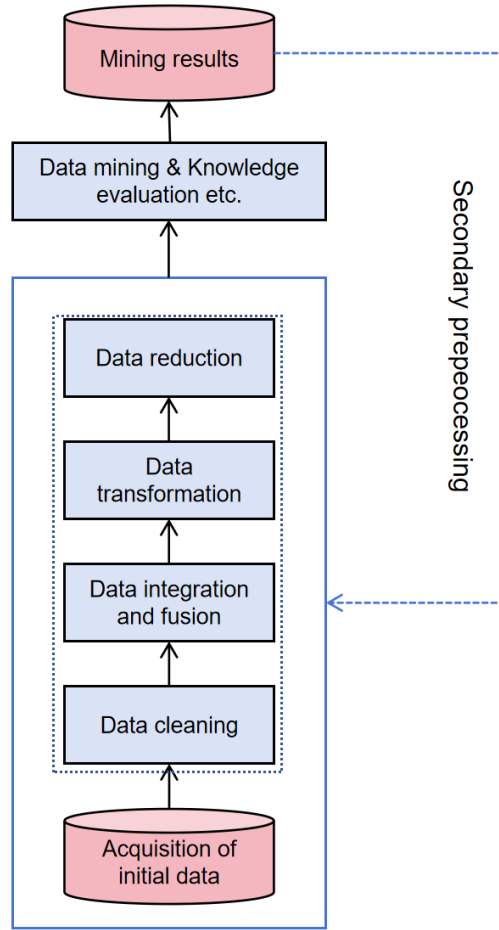 Mining results
Data mining & Knowledge
evaluation etc.
Data reduction
Data
transformation
Data integration
and fusion
Data cleaning
Acquisition of
initial data
Secondary prepeocessing